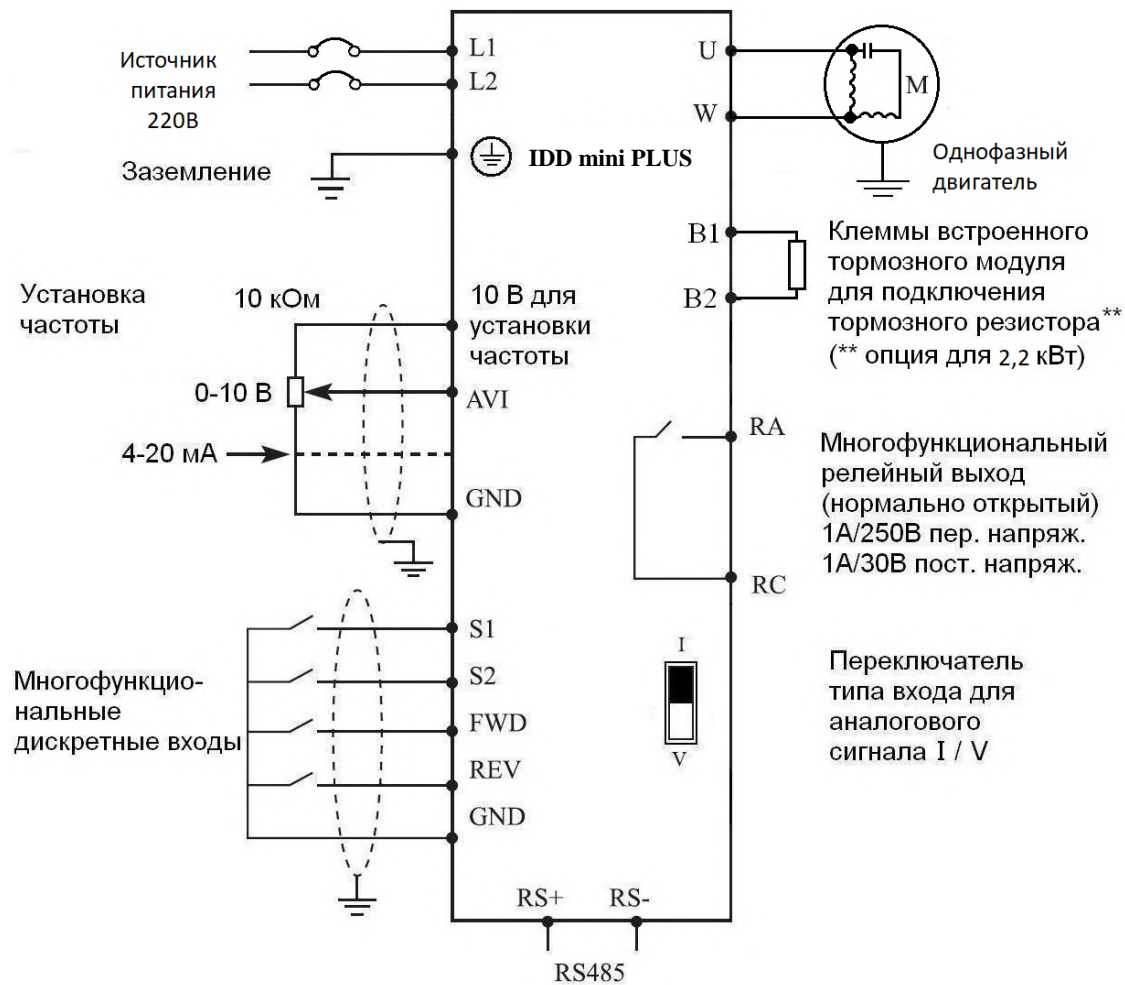 Источник
питания
220В
L1
L2
Заземление
IDD mini PLUS
U
W
M
Однофазный
двигатель
B1
B2
Клеммы встроенного
тормозного модуля
для подключения
тормозного резистора**
(** опция для 2,2 кВт)
Установка
частоты
10 кОм
10 В для
установки
частоты
0-10 В
AVI
4-20 мА
GND
RA
RC
Многофункциональный
релейный выход
(нормально открытый)
1А/250В пер. напряж.
1А/30В пост. напряж.
Многофункцио-
нальные
дискретные входы
S1
S2
FWD
REV
GND
I
V
Переключатель
типа входа для
аналогового
сигнала I / V
RS+
RS-
RS485